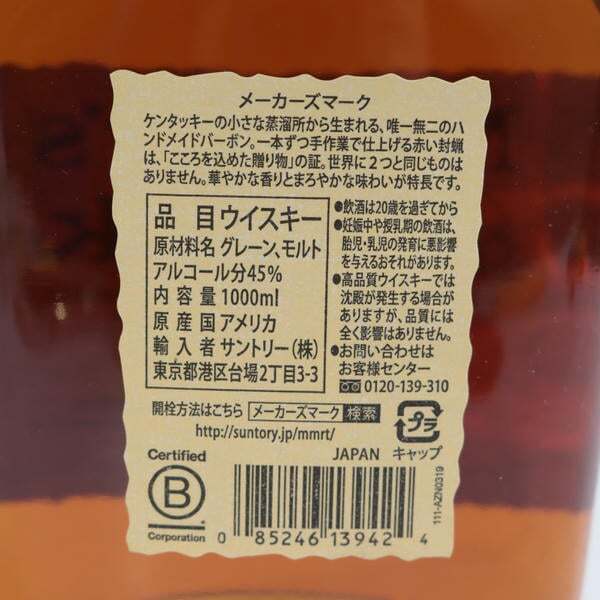 メーカーズマーク
ケンタッキーの小さな蒸溜所から生まれる、唯一無二のハ
ンドメイドバーボン。一本ずつ手作業で仕上げる赤い封蝋
は、「こころを込めた贈り物」の証。世界に2つと同じものは
ありません。華やかな香りとまろやかな味わいが特長です。
品目 ウイスキー
原材料名 グレーン、モルト
アルコール分45%
内容量 1000ml
原産国 アメリカ
輸入者 サントリー(株)
東京都港区台場2丁目3-3
●飲酒は20歳を過ぎてから
●妊娠中や授乳期の飲酒は、
胎児・乳児の発育に悪影響
を与えるおそれがあります。
●高品質ウイスキーでは
沈殿が発生する場合が
ありますが、品質には
全く影響はありません。
●お問い合わせは
お客様センター
0120-139-310
開栓方法はこちら メーカーズマーク 検索
http://suntory.jp/mmrt/
プラ
JAPAN キャップ
Certified
B
Corporation
0 85246 13942 4
111-AZN0319